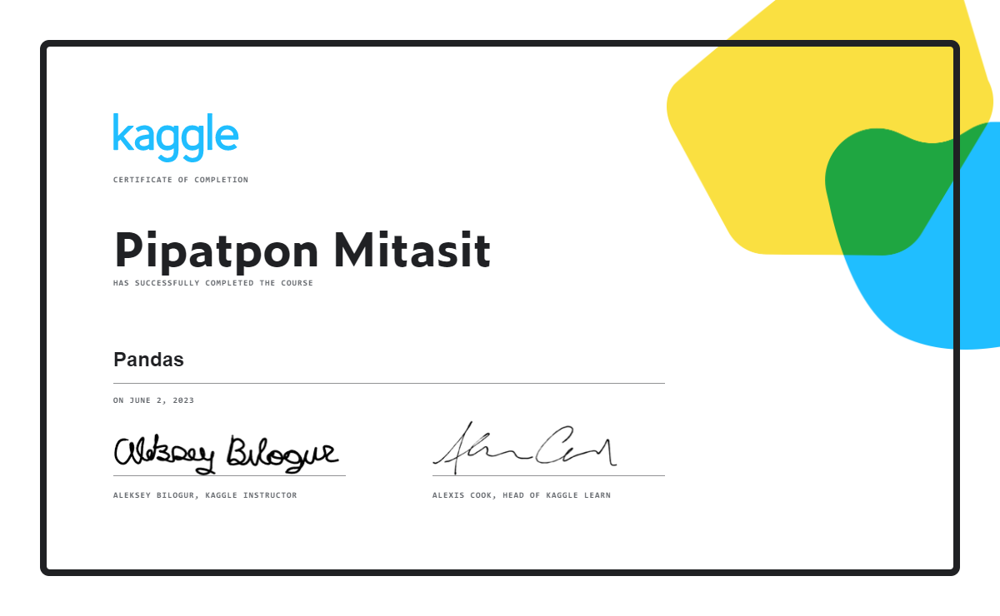 kaggle
CERTIFICATE OF COMPLETION
Pipatpon Mitasit
HAS SUCCESSFULLY COMPLETED THE COURSE
Pandas
ON JUNE 2, 2023
Aleksey Bilogur
ALEKSEY BILOGUR, KAGGLE INSTRUCTOR
ALEXIS COOK, HEAD OF KAGGLE LEARN